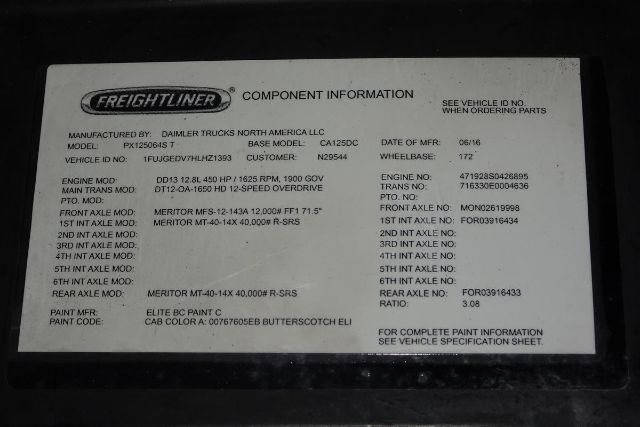 FREIGHTLINER ® COMPONENT INFORMATION
SEE VEHICLE ID NO.
WHEN ORDERING PARTS
MANUFACTURED BY: DAIMLER TRUCKS NORTH AMERICA LLC
MODEL PX125064S T BASE MODEL: CA125DC DATE OF MFR: 06/16
VEHICLE ID NO: 1FUJGEDV7HLHZ1393 CUSTOMER: N29544 WHEELBASE: 172
ENGINE MOD: DD13 12.8L 450 HP / 1625 RPM, 1900 GOV ENGINE NO: 471928S0426895
MAIN TRANS MOD: DT12-OA-1650 HD 12-SPEED OVERDRIVE TRANS NO: 716330E0004636
PTO. MOD: PTO. NO:
FRONT AXLE MOD: MERITOR MFS-12-143A 12,000# FF1 71.5" FRONT AXLE NO: MON02619998
1ST INT AXLE MOD: MERITOR MT-40-14X 40,000# R-SRS 1ST INT AXLE NO: FOR03916434
2ND INT AXLE MOD: 2ND INT AXLE NO:
3RD INT AXLE MOD: 3RD INT AXLE NO:
4TH INT AXLE MOD: 4TH INT AXLE NO:
5TH INT AXLE MOD: 5TH INT AXLE NO:
6TH INT AXLE MOD: 6TH INT AXLE NO:
REAR AXLE MOD: MERITOR MT-40-14X 40,000# R-SRS REAR AXLE NO: FOR03916433
RATIO: 3.08
PAINT MFR: ELITE BC PAINT C
PAINT CODE: CAB COLOR A: 00767605EB BUTTERSCOTCH ELI
FOR COMPLETE PAINT INFORMATION
SEE VEHICLE SPECIFICATION SHEET.